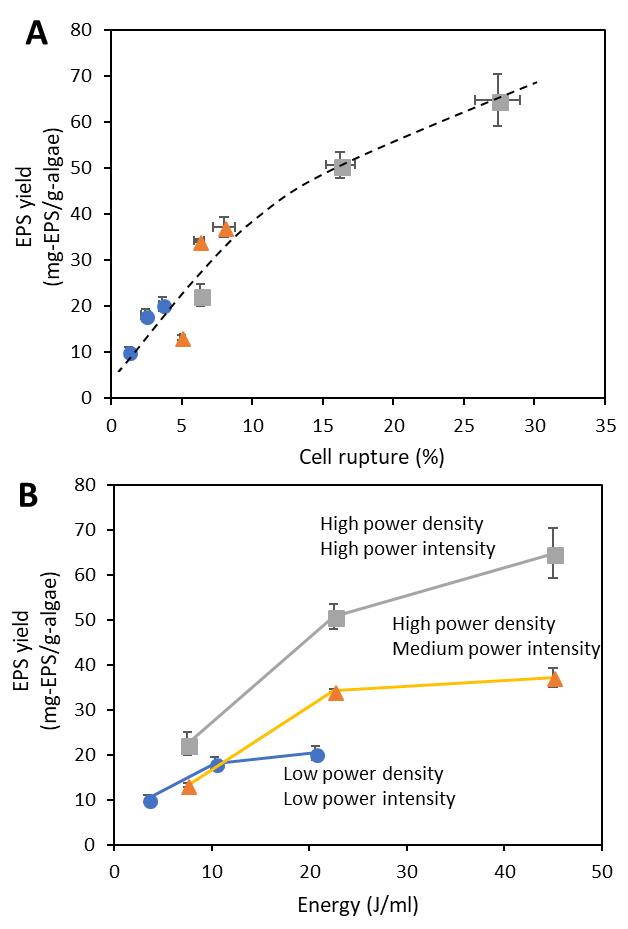 A
80
70
60
50
40
30
20
10
0
EPS yield
(mg-EPS/g-algae)
0 5 10 15 20 25 30 35
Cell rupture (%)
B
80
70
60
50
40
30
20
10
0
EPS yield
(mg-EPS/g-algae)
High power density
High power intensity
High power density
Medium power intensity
Low power density
Low power intensity
0 10 20 30 40 50
Energy (J/ml)